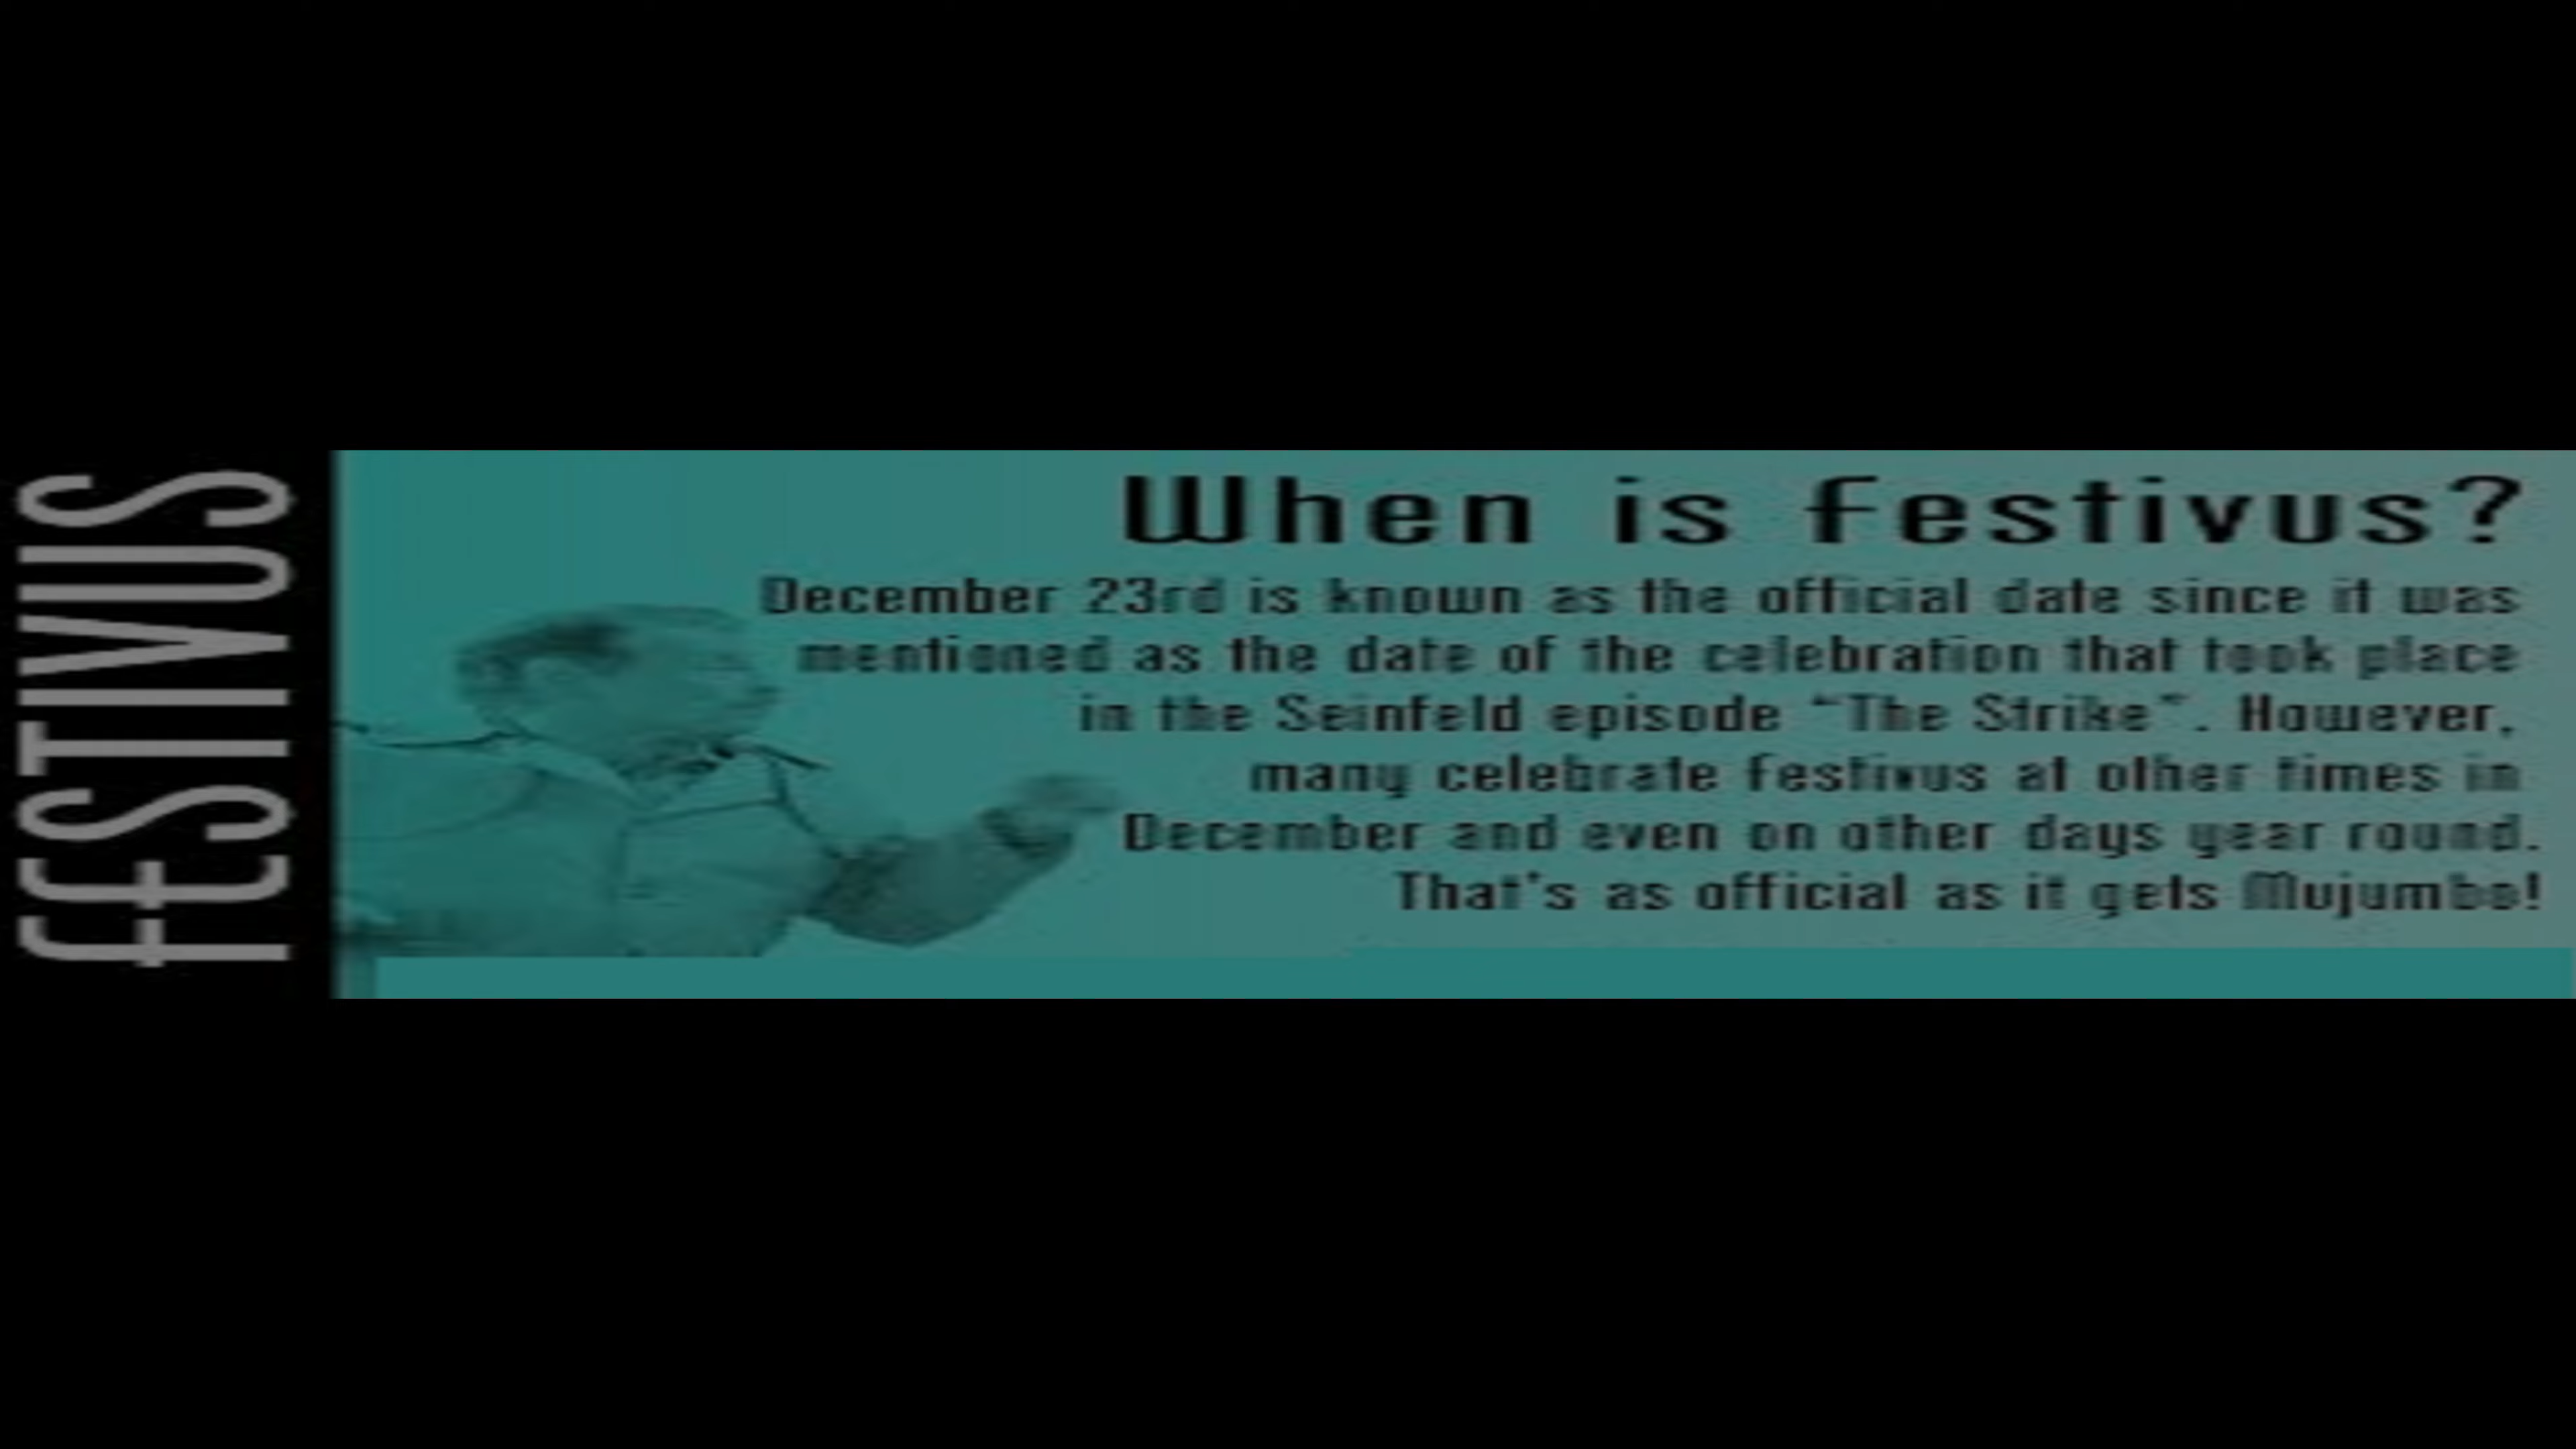 FESTIVUS
When is Festivus?
December 23rd is known as the official date since it was
mentioned as the date of the celebration that took place
in the Seinfeld episode "The Strike". However,
many celebrate Festivus at other times in
December and even on other days year round.
That's as official as it gets Mujumbo!